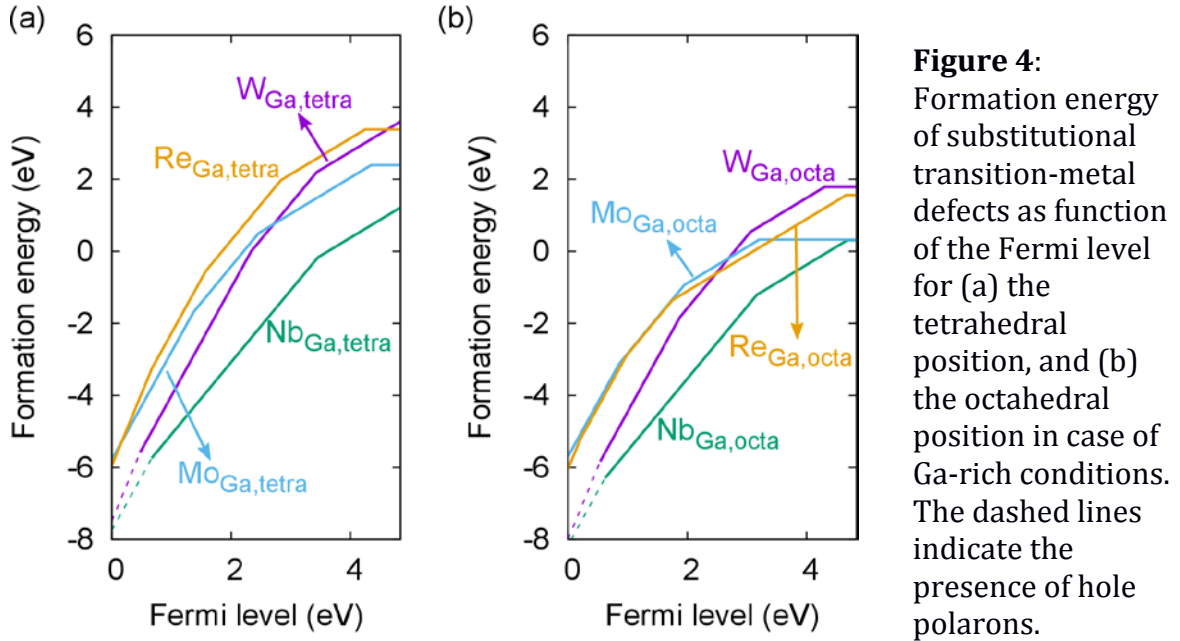 (a)
6
4
2
0
-2
-4
-6
-8
0
2
4
Formation energy (eV)
Fermi level (eV)
W Ga,tetra
Re Ga,tetra
Nb Ga,tetra
Mo Ga,tetra
(b)
6
4
2
0
-2
-4
-6
-8
0
2
4
Formation energy (eV)
Fermi level (eV)
W Ga,octa
Mo Ga,octa
Re Ga,octa
Nb Ga,octa
Figure 4:
Formation energy
of substitutional
transition-metal
defects as function
of the Fermi level
for (a) the
tetrahedral
position, and (b)
the octahedral
position in case of
Ga-rich conditions.
The dashed lines
indicate the
presence of hole
polarons.